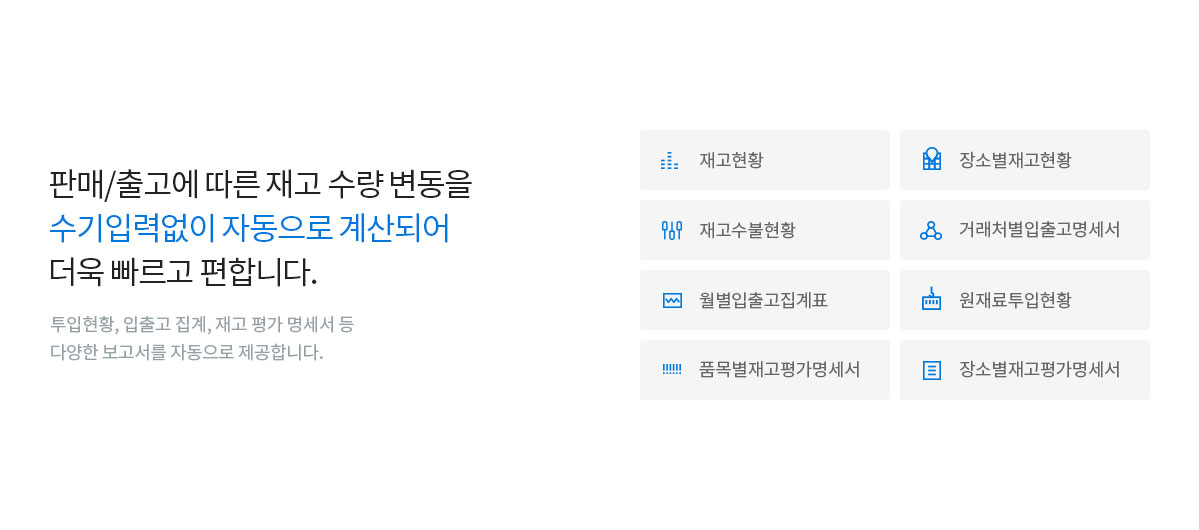 판매/출고에 따른 재고 수량 변동을
수기입력없이 자동으로 계산되어
더욱 빠르고 편합니다.
투입현황, 입출고 집계, 재고 평가 명세서 등
다양한 보고서를 자동으로 제공합니다.
재고현황
장소별재고현황
재고수불현황
거래처별입출고명세서
월별입출고집계표
원재료투입현황
품목별재고평가명세서
장소별재고평가명세서